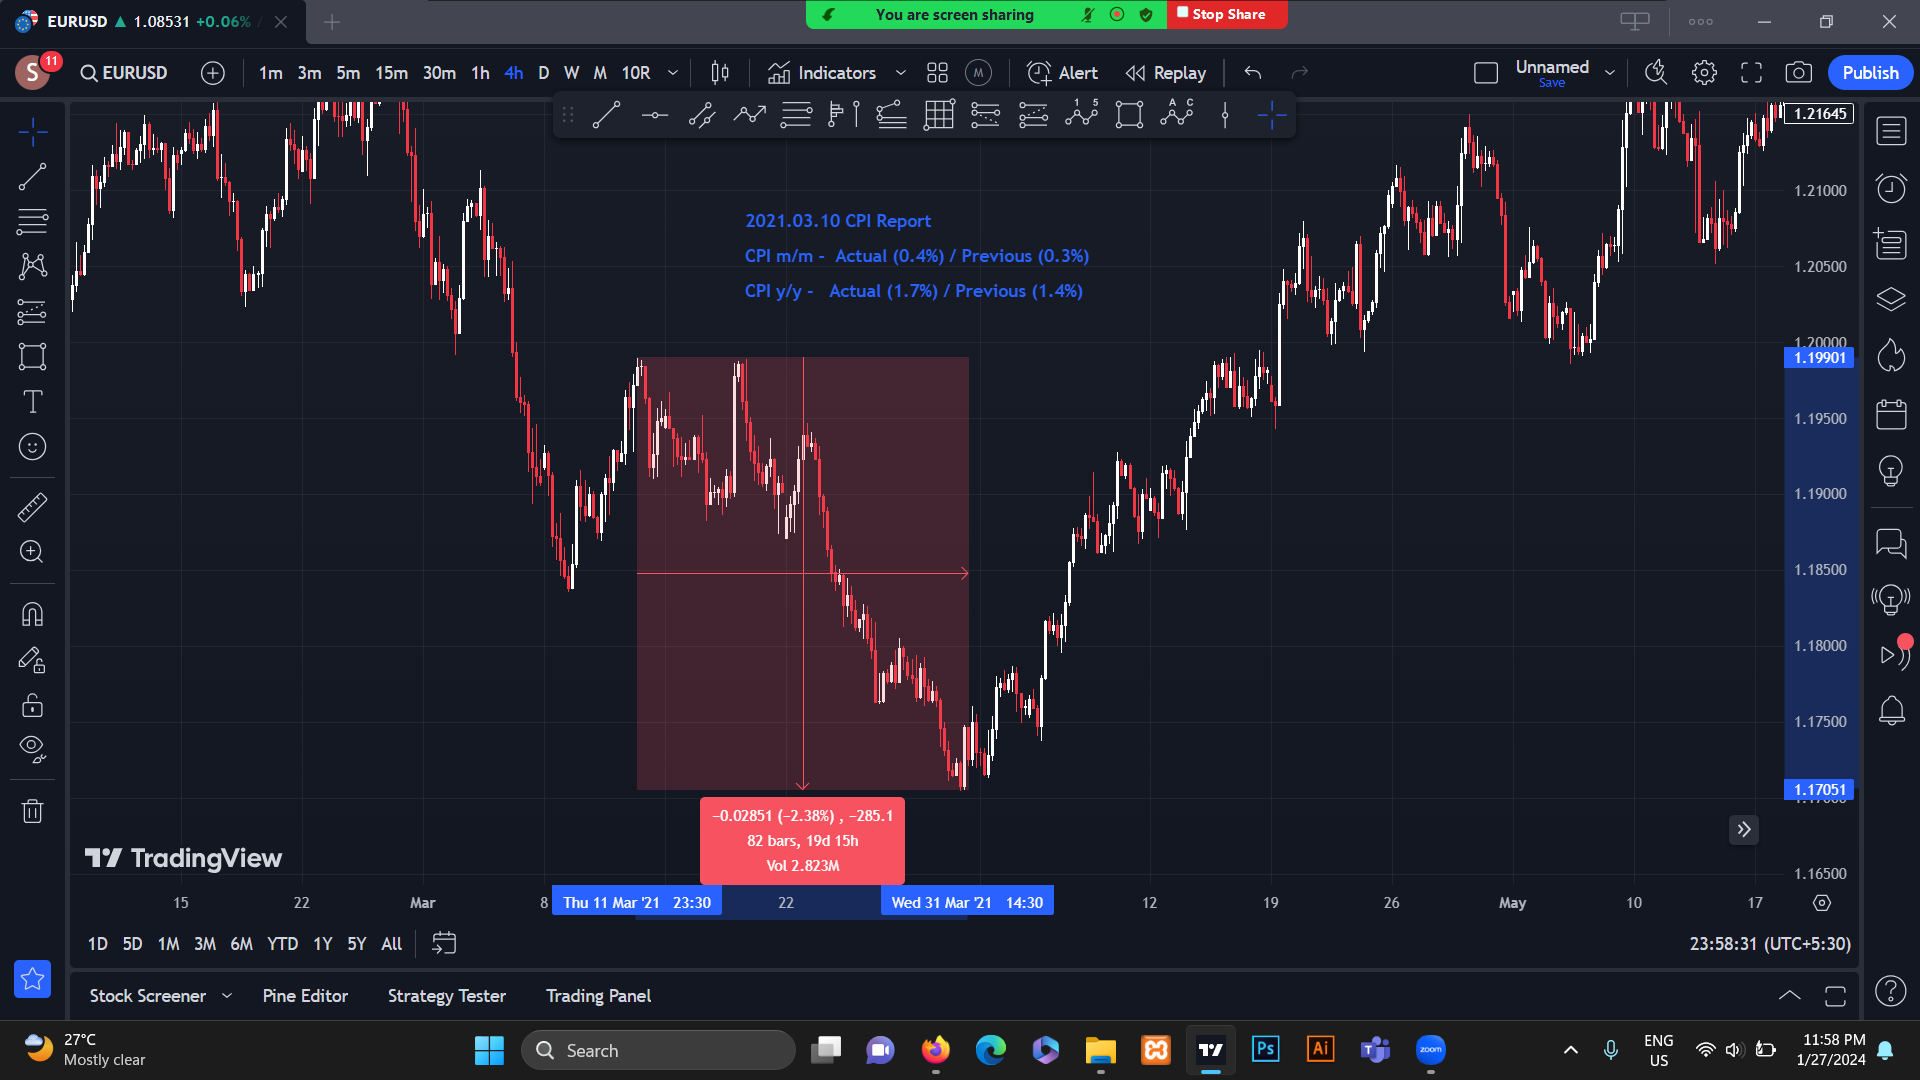 EURUSD ▲ 1.08531 +0.06% /
You are screen sharing
Stop Share
S 11 EURUSD 1m 3m 5m 15m 30m 1h 4h D W M 10R Indicators M Alert Replay Unnamed Save Publish
1 5 A C
1.21645
1.21000
2021.03.10 CPI Report
CPI m/m - Actual (0.4%) / Previous (0.3%)
1.20500
CPI y/y - Actual (1.7%) / Previous (1.4%)
1.20000
1.19901
1.19500
1.19000
1.18500
1.18000
1.17500
1.17051
−0.02851 (−2.38%) , −285.1
82 bars, 19d 15h
Vol 2.823M
TradingView
1.16500
15 22 Mar 8 Thu 11 Mar '21 23:30 22 Wed 31 Mar '21 14:30 12 19 26 May 10 17
1D 5D 1M 3M 6M YTD 1Y 5Y All
23:58:31 (UTC+5:30)
Stock Screener Pine Editor Strategy Tester Trading Panel
27°C
Mostly clear
Search
Ps Ai zoom
ENG
US
11:58 PM
1/27/2024